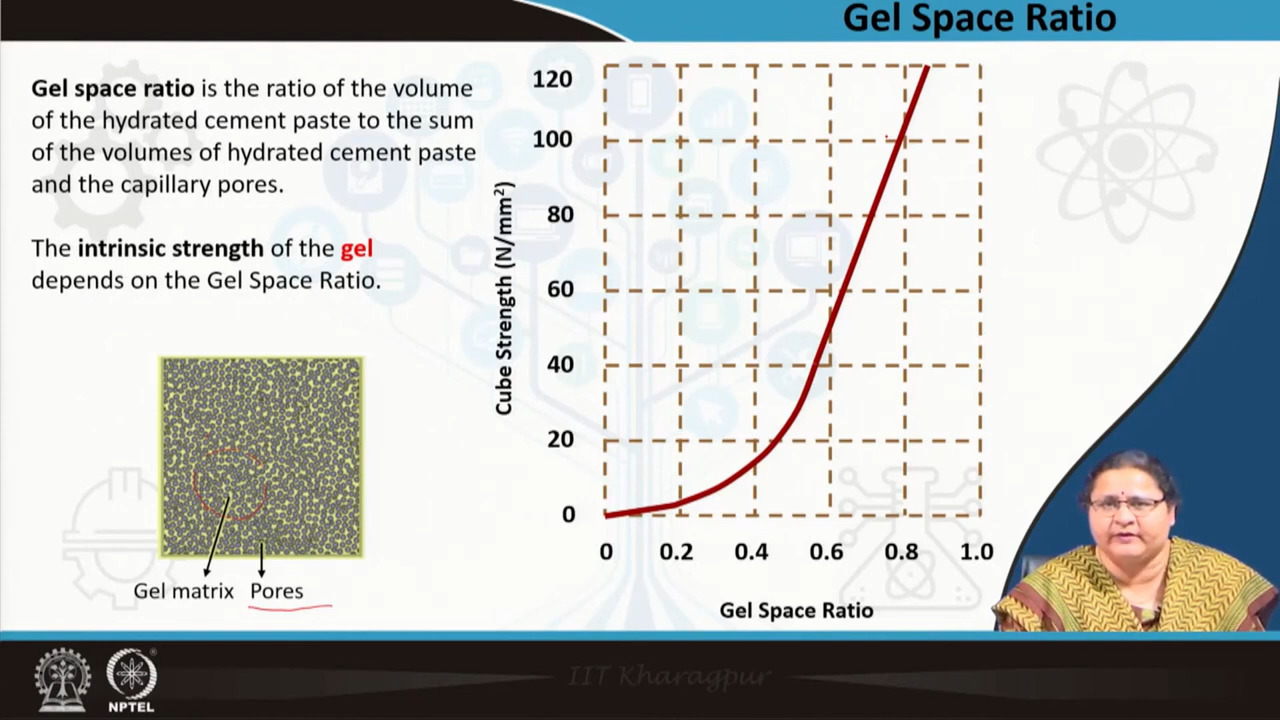 Gel Space Ratio
Gel space ratio is the ratio of the volume
of the hydrated cement paste to the sum
of the volumes of hydrated cement paste
and the capillary pores.
The intrinsic strength of the gel
depends on the Gel Space Ratio.
Gel matrix
Pores
Cube Strength (N/mm²)
120
100
80
60
40
20
0
0 0.2 0.4 0.6 0.8 1.0
Gel Space Ratio
IIT Kharagpur
NPTEL
®